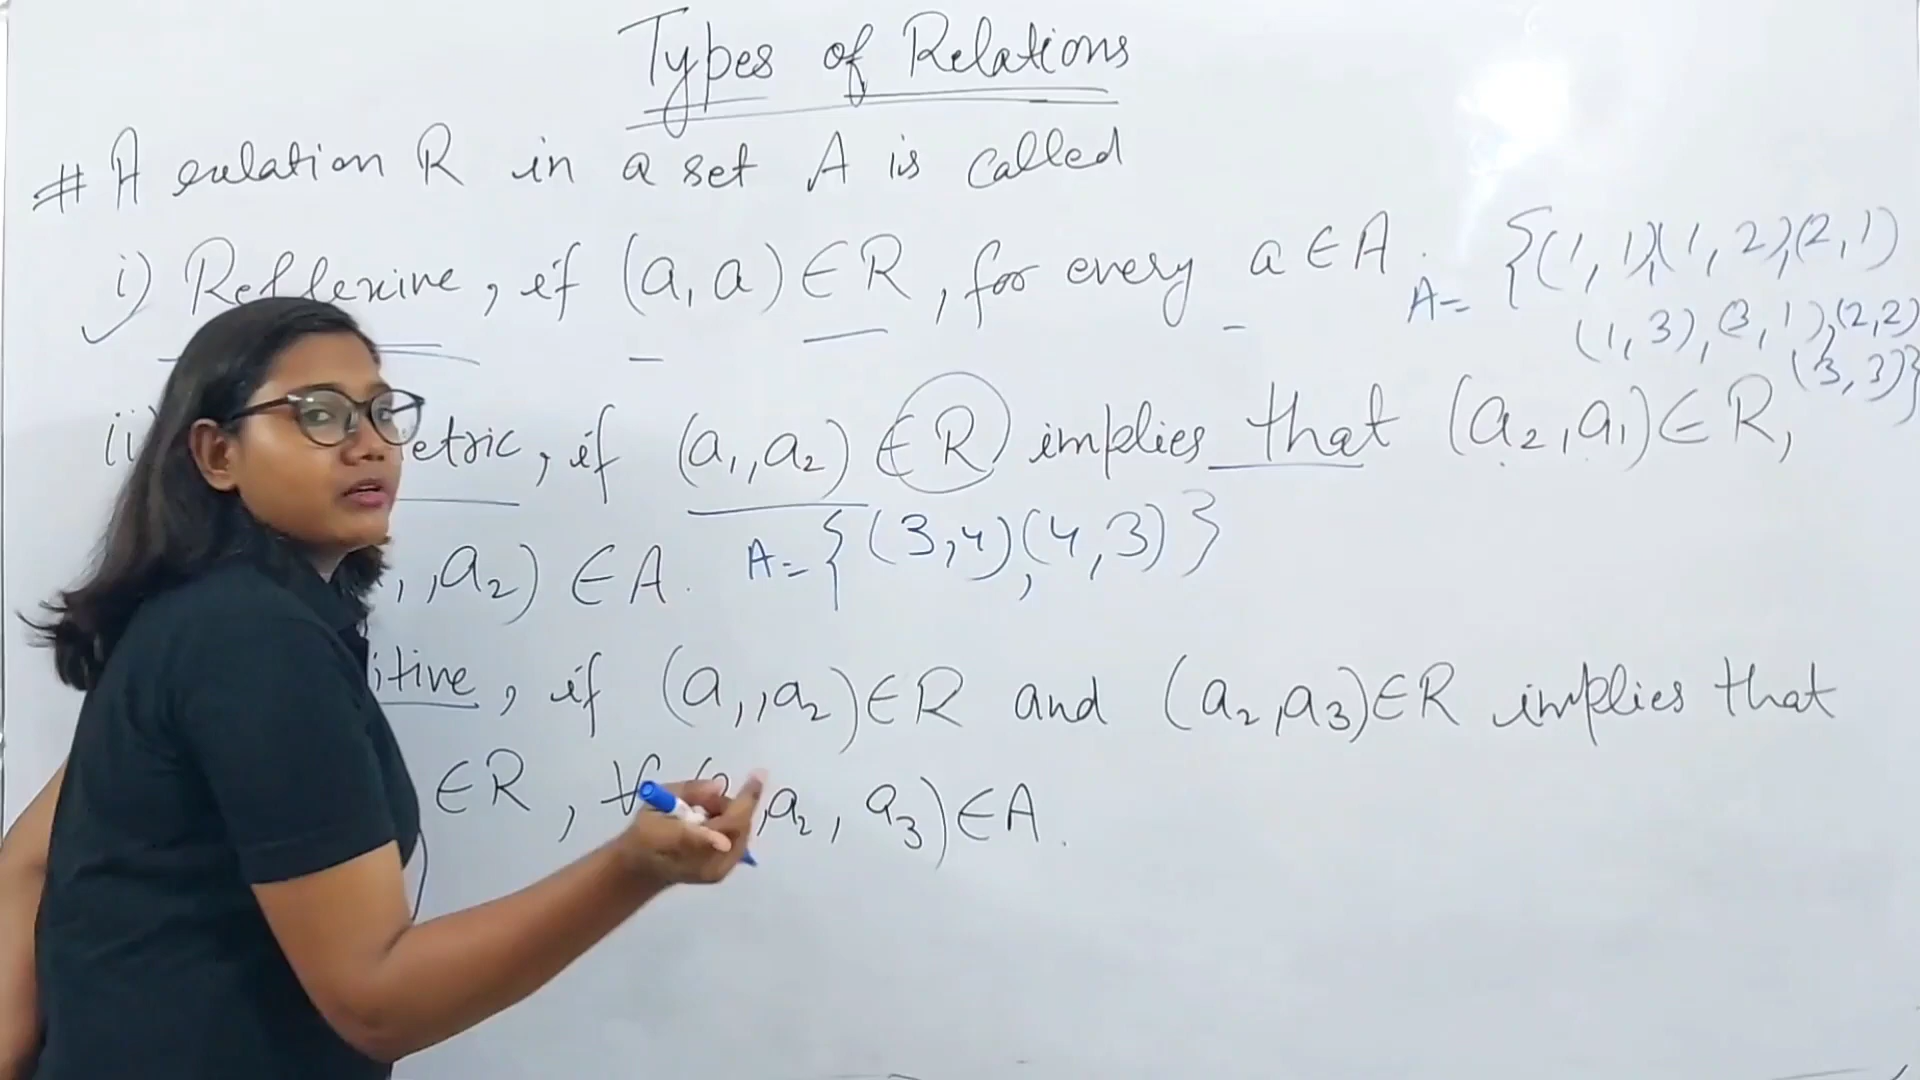 Types of Relations
# A relation R in a set A is called
i) Reflexive, if (a, a) ∈ R, for every a ∈ A.
A= {(1, 1),(1, 2),(2, 1)
(1, 3),(3, 1),(2,2)
(3, 3)}
ii) etric, if (a₁, a₂) ∈ R implies that (a₂, a₁) ∈ R,
, a₂) ∈ A.
A= {(3,4),(4,3)}
itive, if (a₁, a₂) ∈ R and (a₂, a₃) ∈ R implies that
∈ R, ∀ , a₂, a₃) ∈ A.